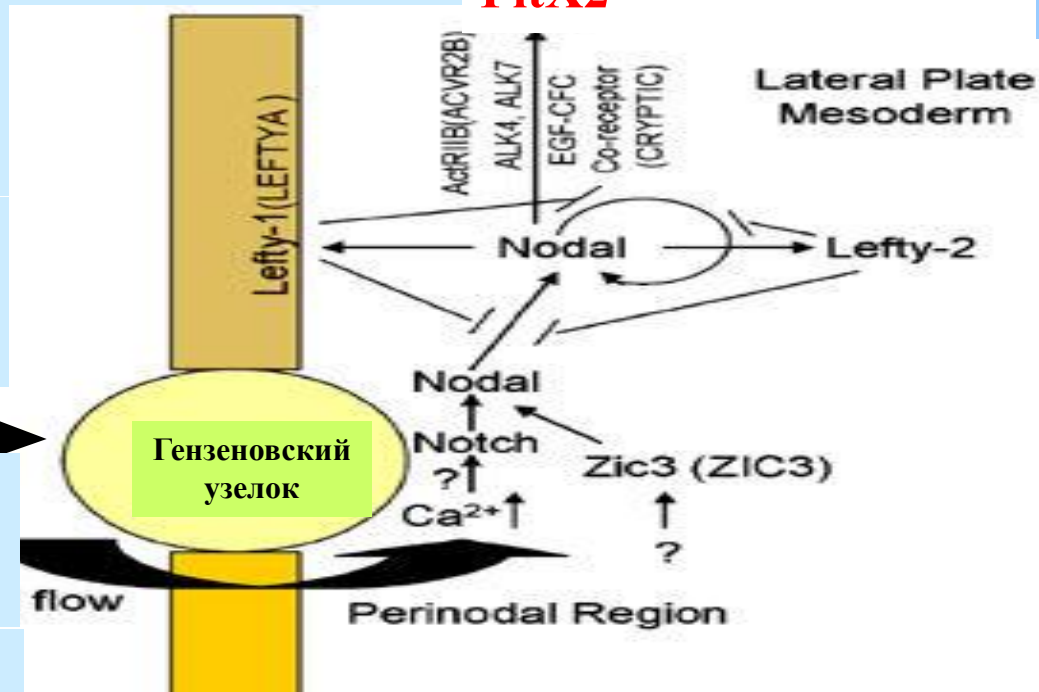 PitX2
ActRIIB(ACVR2B)
ALK4, ALK7
EGF-CFC
Co-receptor
(CRYPTIC)
Lateral Plate
Mesoderm
Lefty-1(LEFTYA)
Nodal
Lefty-2
Nodal
Notch
?
Ca²⁺
Zic3 (ZIC3)
?
Гензеновский
узелок
flow
Perinodal Region